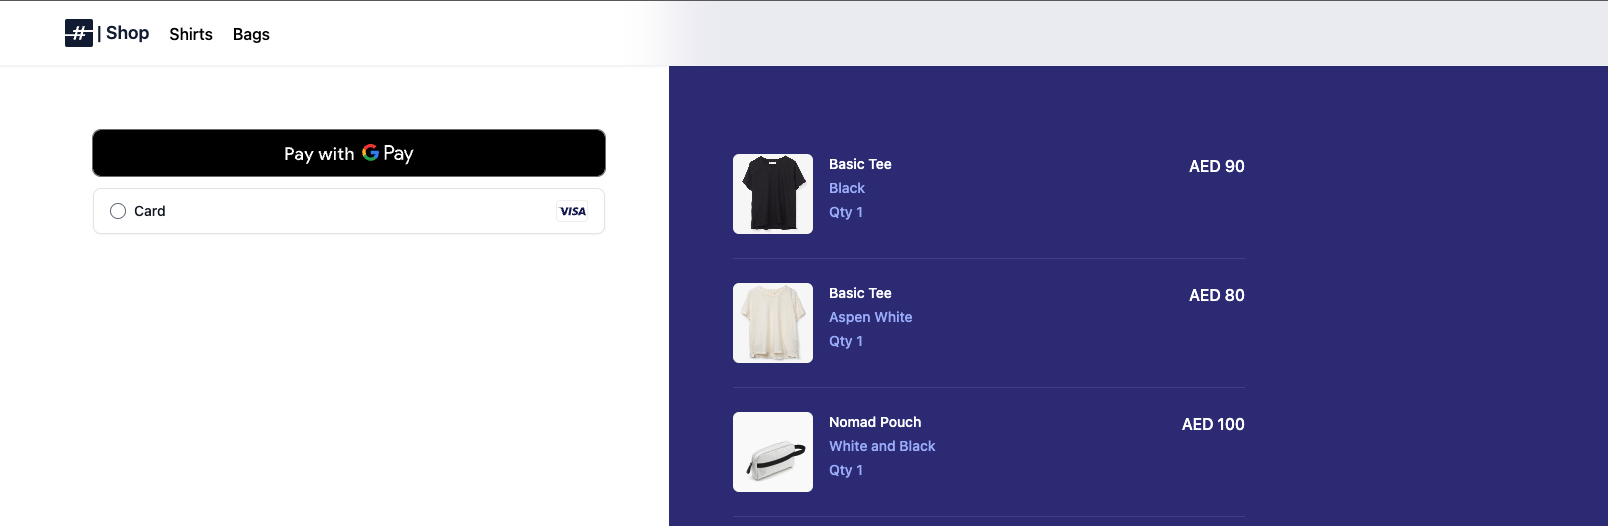 # | Shop Shirts Bags
Pay with G Pay
Card VISA
Basic Tee AED 90
Black
Qty 1
Basic Tee AED 80
Aspen White
Qty 1
Nomad Pouch AED 100
White and Black
Qty 1